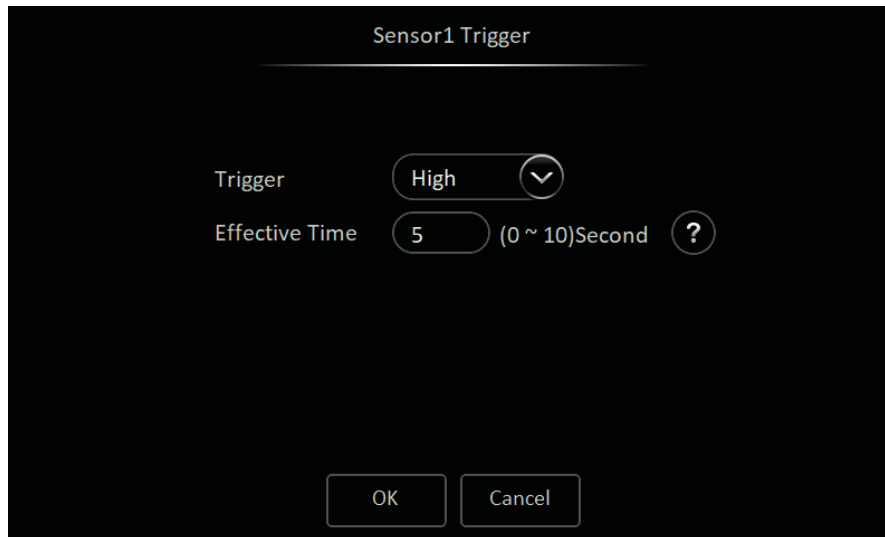 Sensor1 Trigger
Trigger High
Effective Time 5 (0 ~ 10)Second ?
OK Cancel